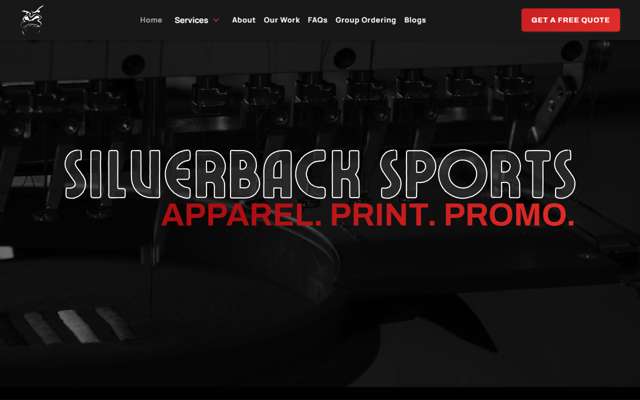 Home Services About Our Work FAQs Group Ordering Blogs GET A FREE QUOTE
SILVERBACK SPORTS
APPAREL. PRINT. PROMO.